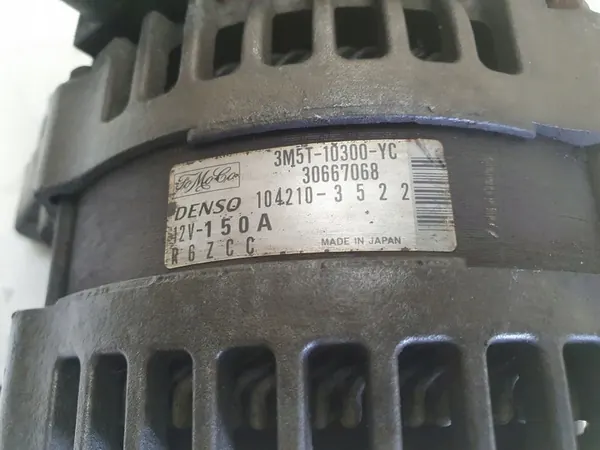 FoMoCo 3M5T-10300-YC
30667068
DENSO 104210-3522
12V-150A
R6ZCC MADE IN JAPAN